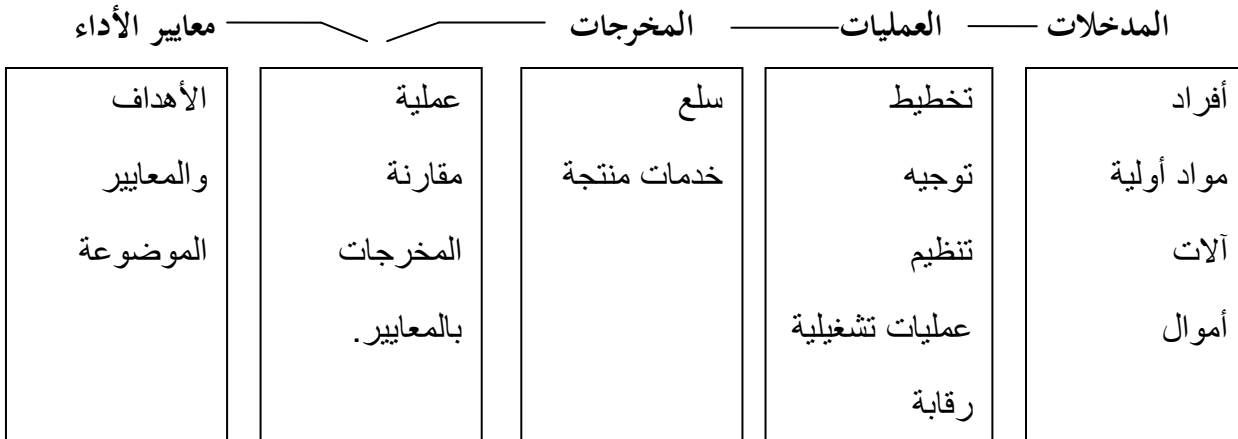 المدخلات العمليات المخرجات معايير الأداء
أفراد
مواد أولية
آلات
أموال
تخطيط
توجيه
تنظيم
عمليات تشغيلية
رقابة
سلع
خدمات منتجة
عملية
مقارنة
المخرجات
بالمعايير.
الأهداف
والمعايير
الموضوعة